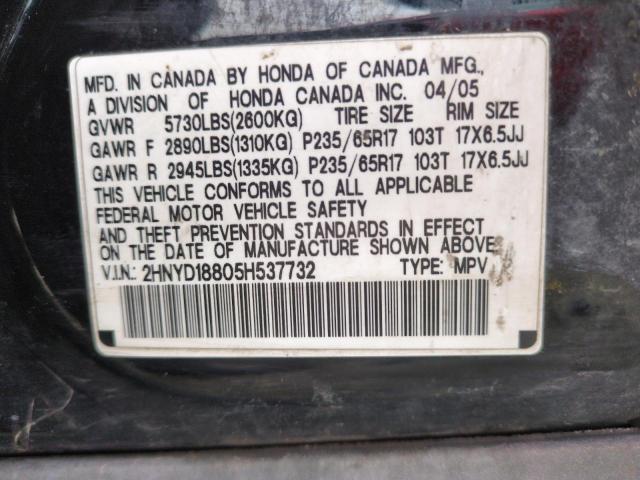 MFD. IN CANADA BY HONDA OF CANADA MFG.,
A DIVISION OF HONDA CANADA INC. 04/05
GVWR 5730LBS(2600KG) TIRE SIZE RIM SIZE
GAWR F 2890LBS(1310KG) P235/65R17 103T 17X6.5JJ
GAWR R 2945LBS(1335KG) P235/65R17 103T 17X6.5JJ
THIS VEHICLE CONFORMS TO ALL APPLICABLE
FEDERAL MOTOR VEHICLE SAFETY
AND THEFT PREVENTION STANDARDS IN EFFECT
ON THE DATE OF MANUFACTURE SHOWN ABOVE.
V.I.N.: 2HNYD18805H537732 TYPE: MPV